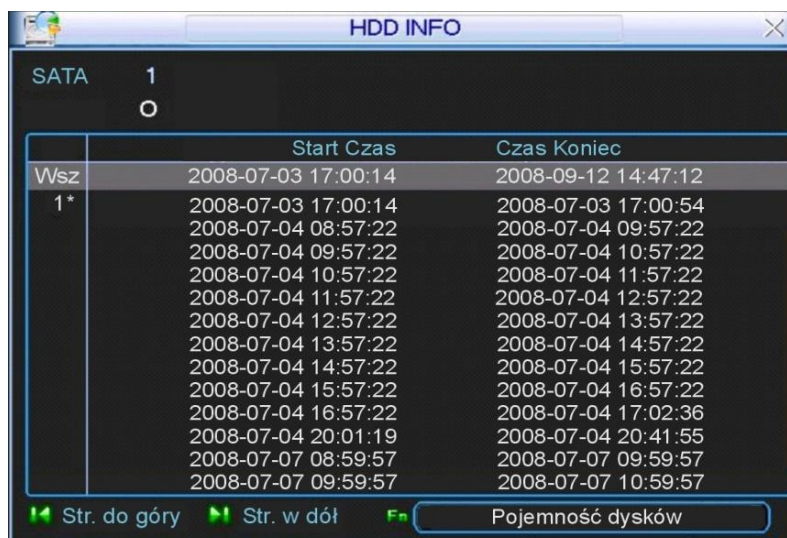 HDD INFO
SATA 1
O
Start Czas Czas Koniec
Wsz 2008-07-03 17:00:14 2008-09-12 14:47:12
1* 2008-07-03 17:00:14 2008-07-03 17:00:54
2008-07-04 08:57:22 2008-07-04 09:57:22
2008-07-04 09:57:22 2008-07-04 10:57:22
2008-07-04 10:57:22 2008-07-04 11:57:22
2008-07-04 11:57:22 2008-07-04 12:57:22
2008-07-04 12:57:22 2008-07-04 13:57:22
2008-07-04 13:57:22 2008-07-04 14:57:22
2008-07-04 14:57:22 2008-07-04 15:57:22
2008-07-04 15:57:22 2008-07-04 16:57:22
2008-07-04 16:57:22 2008-07-04 17:02:36
2008-07-04 20:01:19 2008-07-04 20:41:55
2008-07-07 08:59:57 2008-07-07 09:59:57
2008-07-07 09:59:57 2008-07-07 10:59:57
Str. do góry Str. w dół Fn Pojemność dysków